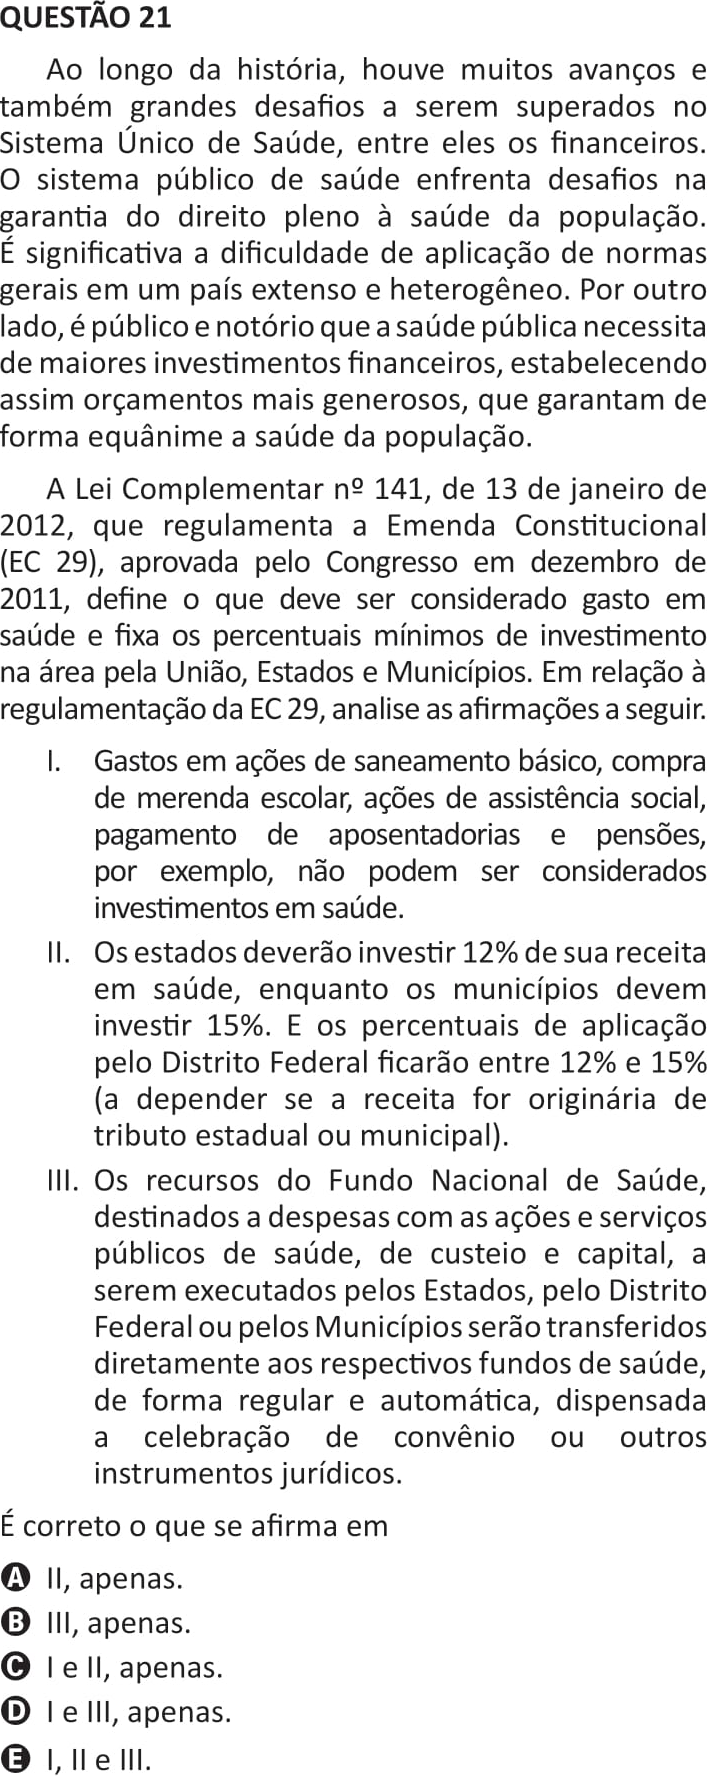 QUESTÃO 21
Ao longo da história, houve muitos avanços e
também grandes desafios a serem superados no
Sistema Único de Saúde, entre eles os financeiros.
O sistema público de saúde enfrenta desafios na
garantia do direito pleno à saúde da população.
É significativa a dificuldade de aplicação de normas
gerais em um país extenso e heterogêneo. Por outro
lado, é público e notório que a saúde pública necessita
de maiores investimentos financeiros, estabelecendo
assim orçamentos mais generosos, que garantam de
forma equânime a saúde da população.
A Lei Complementar nº 141, de 13 de janeiro de
2012, que regulamenta a Emenda Constitucional
(EC 29), aprovada pelo Congresso em dezembro de
2011, define o que deve ser considerado gasto em
saúde e fixa os percentuais mínimos de investimento
na área pela União, Estados e Municípios. Em relação à
regulamentação da EC 29, analise as afirmações a seguir.
I. Gastos em ações de saneamento básico, compra
de merenda escolar, ações de assistência social,
pagamento de aposentadorias e pensões,
por exemplo, não podem ser considerados
investimentos em saúde.
II. Os estados deverão investir 12% de sua receita
em saúde, enquanto os municípios devem
investir 15%. E os percentuais de aplicação
pelo Distrito Federal ficarão entre 12% e 15%
(a depender se a receita for originária de
tributo estadual ou municipal).
III. Os recursos do Fundo Nacional de Saúde,
destinados a despesas com as ações e serviços
públicos de saúde, de custeio e capital, a
serem executados pelos Estados, pelo Distrito
Federal ou pelos Municípios serão transferidos
diretamente aos respectivos fundos de saúde,
de forma regular e automática, dispensada
a celebração de convênio ou outros
instrumentos jurídicos.
É correto o que se afirma em
A II, apenas.
B III, apenas.
C I e II, apenas.
D I e III, apenas.
E I, II e III.